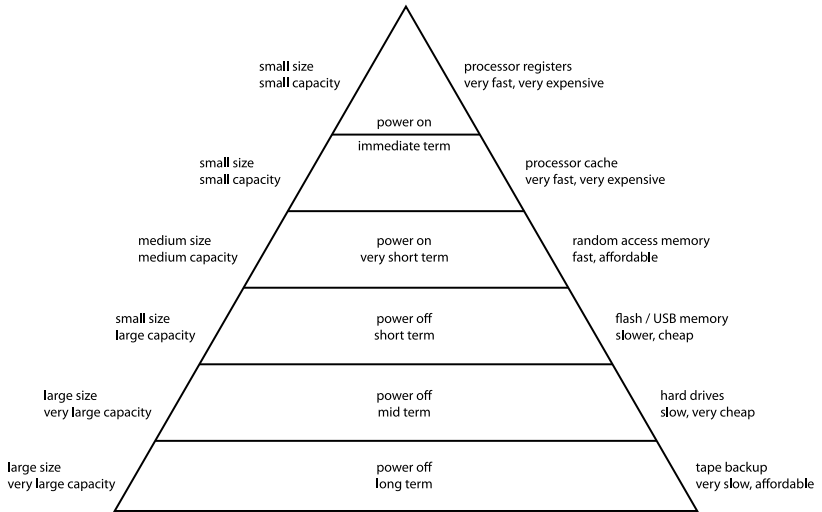 small size
small capacity
processor registers
very fast, very expensive
power on
immediate term
small size
small capacity
processor cache
very fast, very expensive
medium size
medium capacity
power on
very short term
random access memory
fast, affordable
small size
large capacity
power off
short term
flash / USB memory
slower, cheap
large size
very large capacity
power off
mid term
hard drives
slow, very cheap
large size
very large capacity
power off
long term
tape backup
very slow, affordable